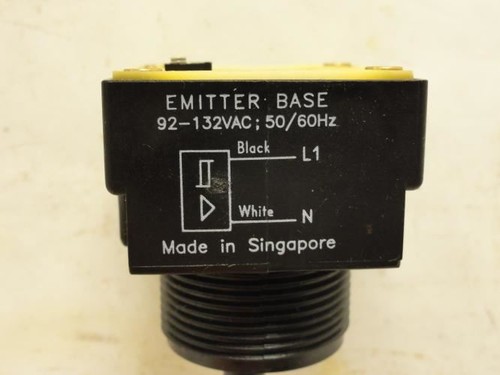 EMITTER BASE
92-132VAC; 50/60Hz
Black L1
White N
Made in Singapore